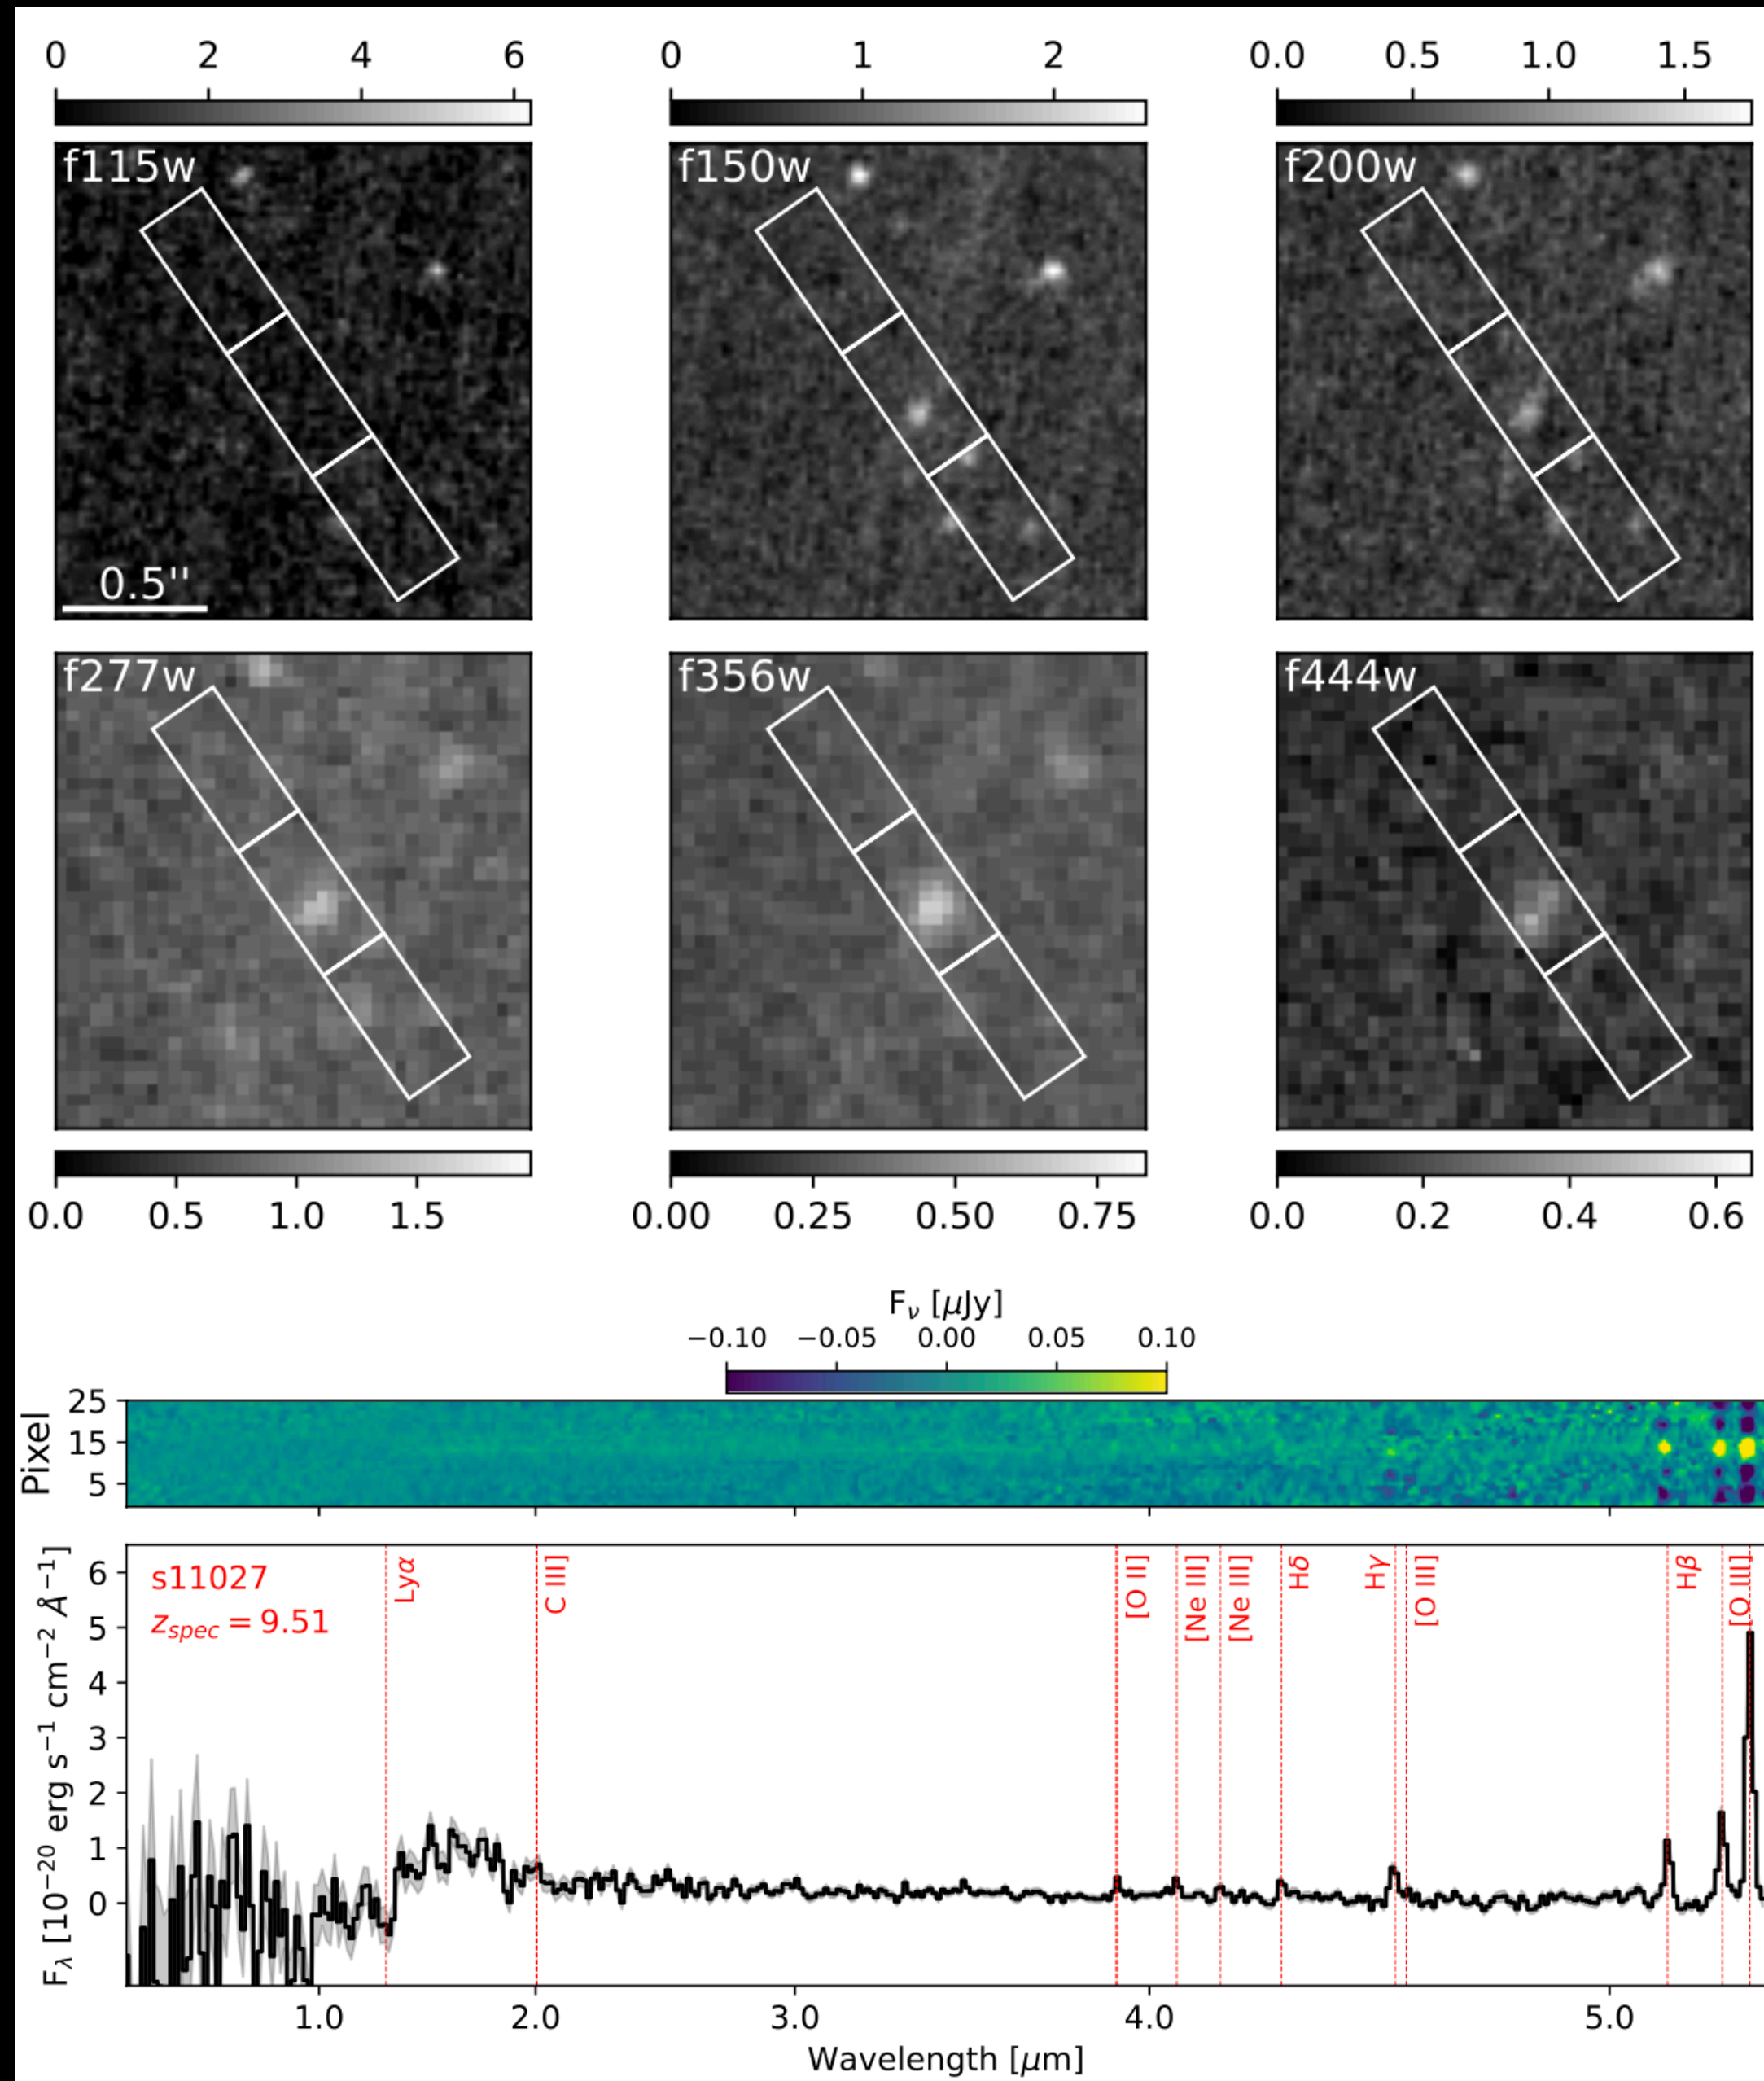 0 2 4 6
0 1 2
0.0 0.5 1.0 1.5
f115w
f150w
f200w
0.5''
f277w
f356w
f444w
0.0 0.5 1.0 1.5
0.00 0.25 0.50 0.75
0.0 0.2 0.4 0.6
Fν [μJy]
−0.10 −0.05 0.00 0.05 0.10
Pixel
25
15
5
Fλ [10⁻²⁰ erg s⁻¹ cm⁻² Å⁻¹]
6
5
4
3
2
1
0
s11027
zspec = 9.51
Lyα
C III]
[O II]
[Ne III]
[Ne III]
Hδ
Hγ
[O III]
Hβ
[O III]
1.0 2.0 3.0 4.0 5.0
Wavelength [μm]